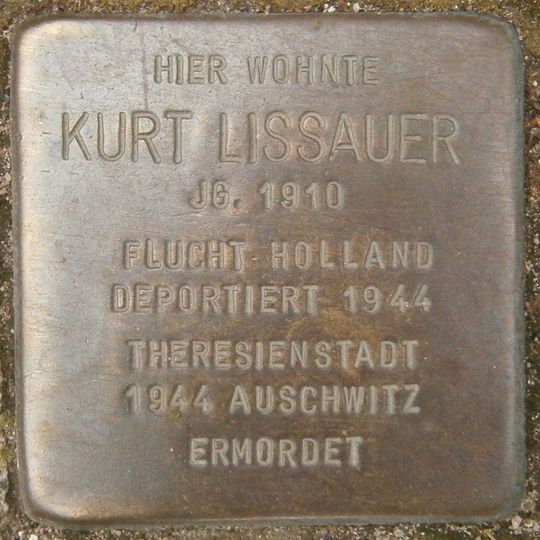 HIER WOHNTE
KURT LISSAUER
JG. 1910
FLUCHT HOLLAND
DEPORTIERT 1944
THERESIENSTADT
1944 AUSCHWITZ
ERMORDET